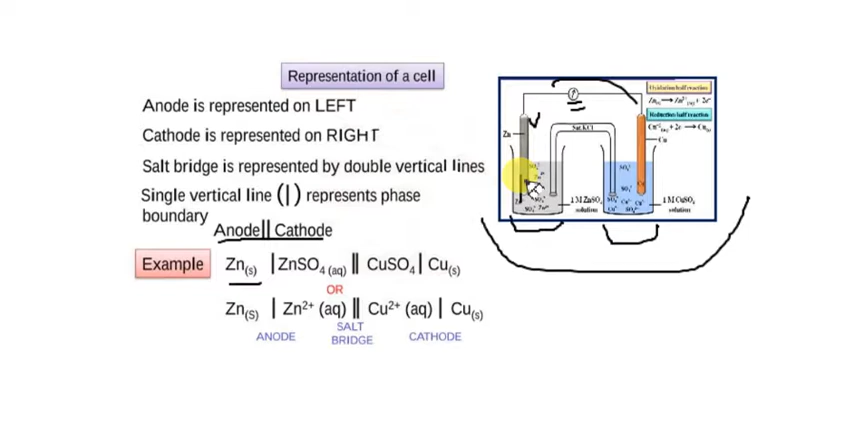 Representation of a cell
Anode is represented on LEFT
Cathode is represented on RIGHT
Salt bridge is represented by double vertical lines
Single vertical line (|) represents phase
boundary
Anode|| Cathode
Example
Zn(s) |ZnSO4 (aq) || CuSO4| Cu(s)
OR
Zn(S) | Zn2+ (aq) || Cu2+ (aq) | Cu(s)
ANODE
SALT
BRIDGE
CATHODE
Oxidation half reaction
Reduction half reaction
Zn
Sat.KCl
Cu
1 M ZnSO4
solution
1 M CuSO4
solution